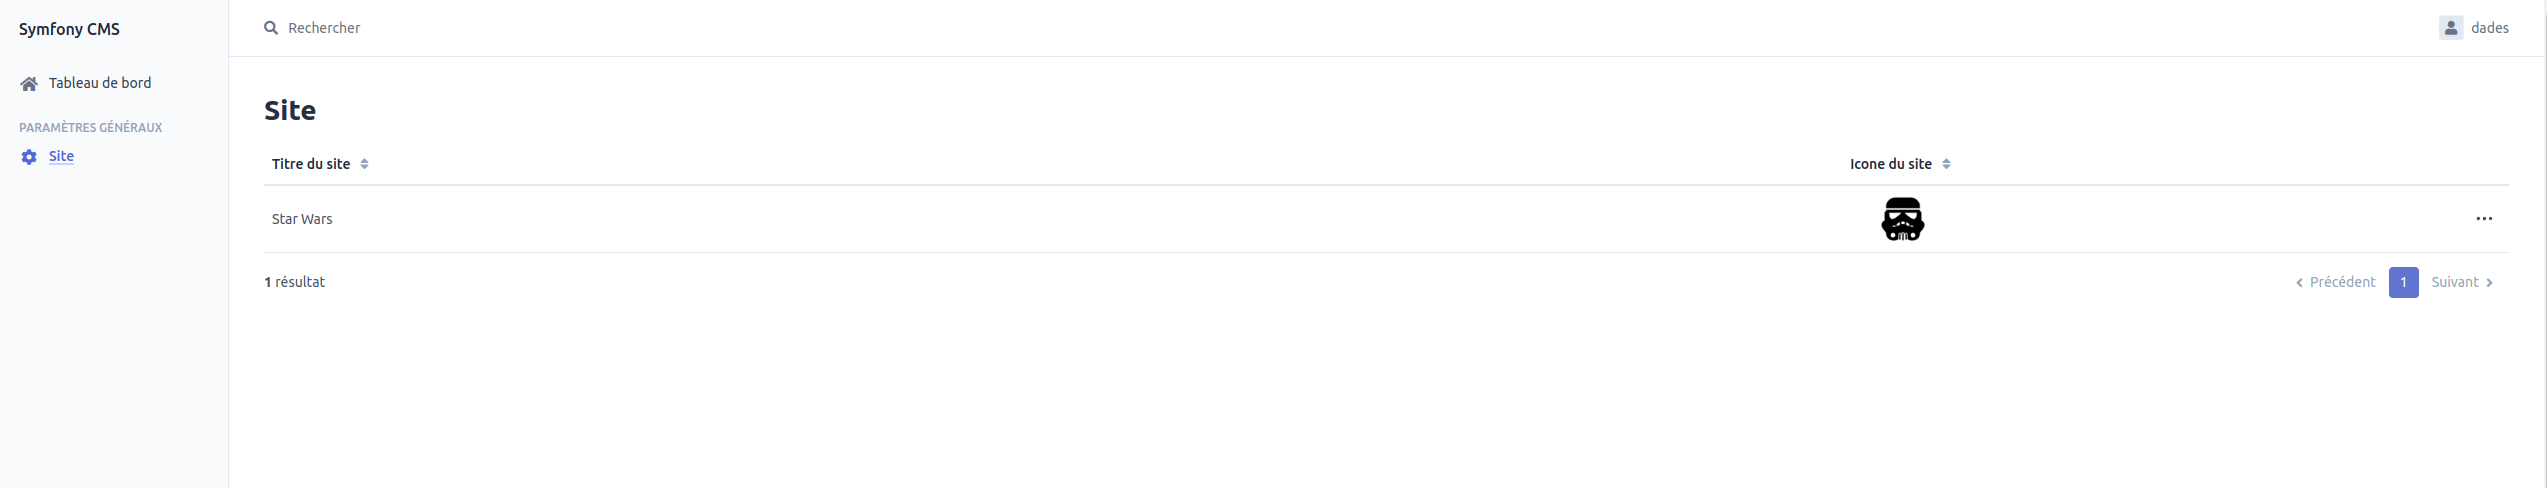 Symfony CMS
Rechercher
dades
Tableau de bord
PARAMÈTRES GÉNÉRAUX
Site
Site
Titre du site
Icone du site
Star Wars
1 résultat
Précédent 1 Suivant